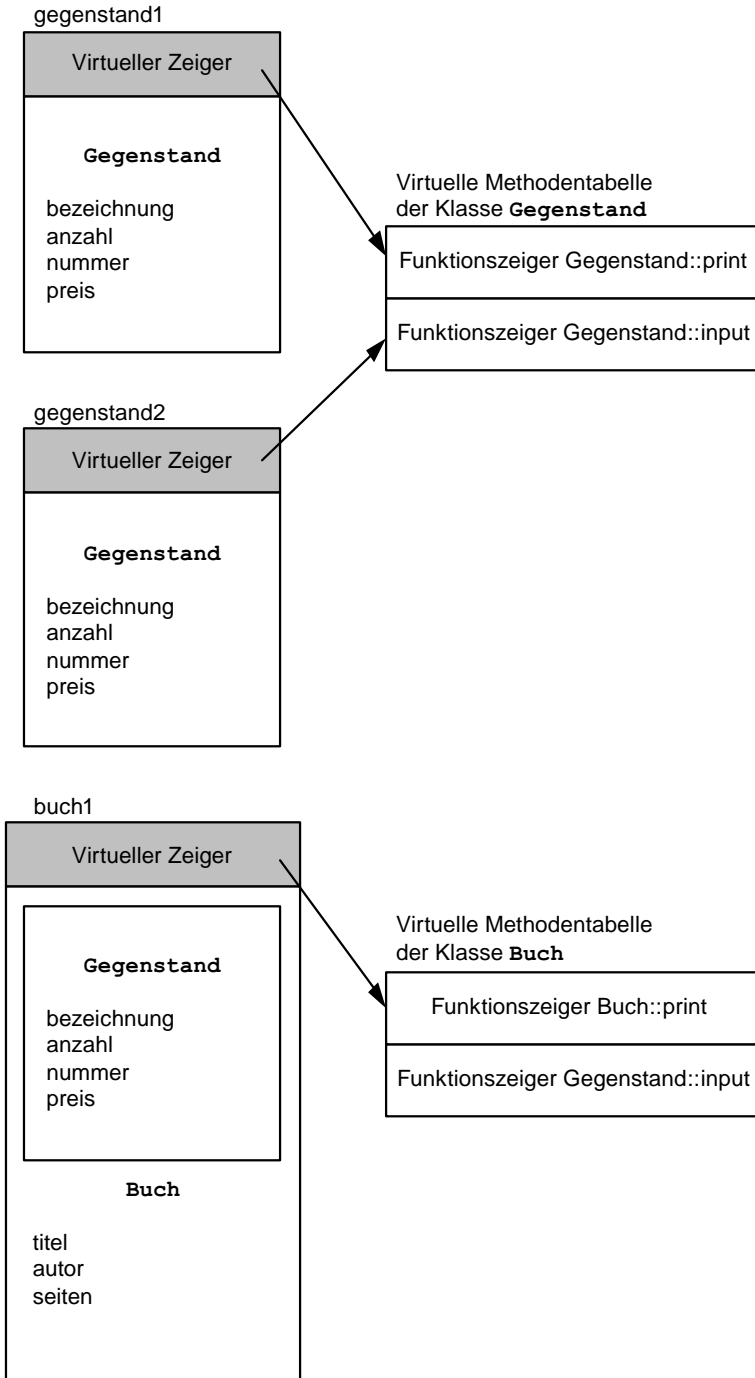 gegenstand1
Virtueller Zeiger
Gegenstand
bezeichnung
anzahl
nummer
preis
Virtuelle Methodentabelle
der Klasse Gegenstand
Funktionszeiger Gegenstand::print
Funktionszeiger Gegenstand::input
gegenstand2
Virtueller Zeiger
Gegenstand
bezeichnung
anzahl
nummer
preis
buch1
Virtueller Zeiger
Gegenstand
bezeichnung
anzahl
nummer
preis
Buch
titel
autor
seiten
Virtuelle Methodentabelle
der Klasse Buch
Funktionszeiger Buch::print
Funktionszeiger Gegenstand::input